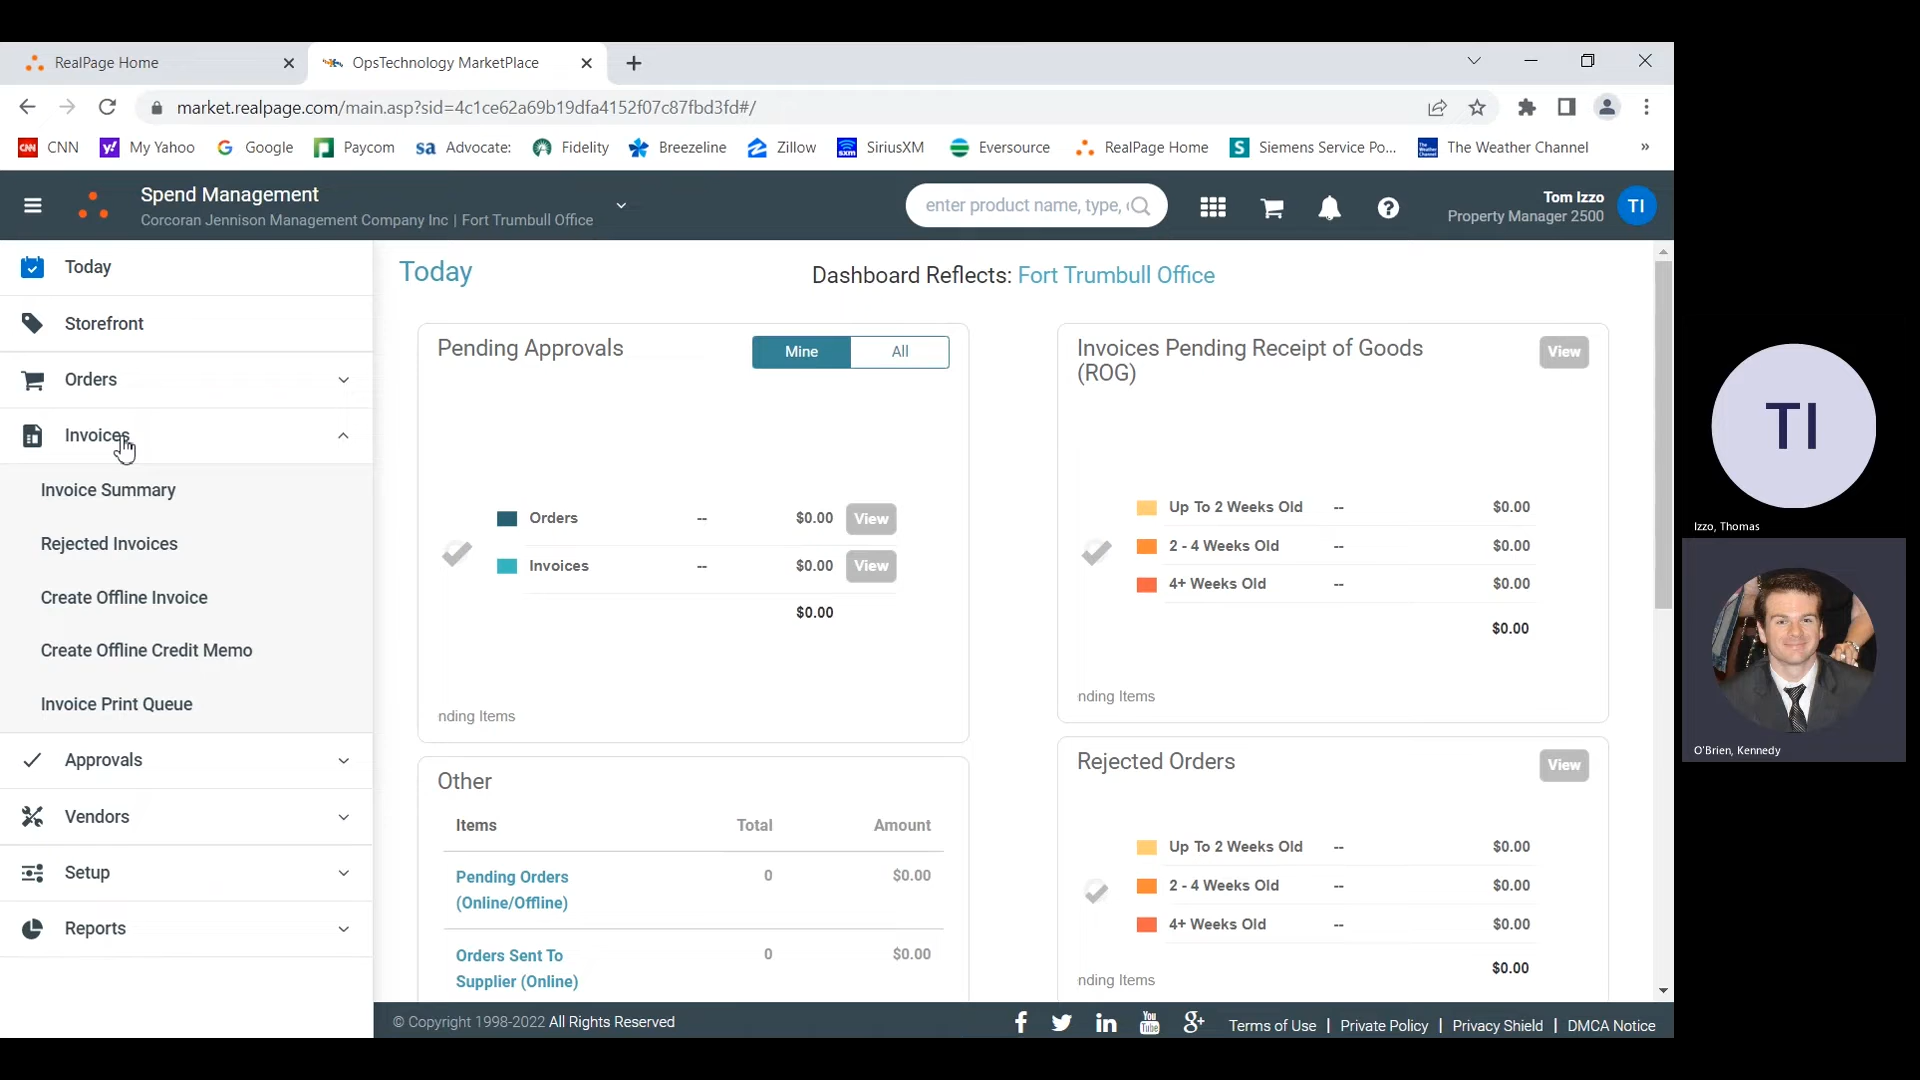 RealPage Home
OpsTechnology MarketPlace
market.realpage.com/main.asp?sid=4c1ce62a69b19dfa4152f07c87fbd3fd#/
CNN CNN
y! My Yahoo
G Google
Paycom
sa Advocate:
Fidelity
Breezeline
Zillow
sxm SiriusXM
Eversource
RealPage Home
S Siemens Service Po...
The Weather Channel
»
Spend Management
Corcoran Jennison Management Company Inc | Fort Trumbull Office
enter product name, type, (
Tom Izzo
Property Manager 2500
TI
Today
Storefront
Orders
Invoices
Invoice Summary
Rejected Invoices
Create Offline Invoice
Create Offline Credit Memo
Invoice Print Queue
Approvals
Vendors
Setup
Reports
Today
Dashboard Reflects: Fort Trumbull Office
Pending Approvals
Mine
All
Orders -- $0.00 View
Invoices -- $0.00 View
$0.00
nding Items
Invoices Pending Receipt of Goods
(ROG)
View
Up To 2 Weeks Old -- $0.00
2 - 4 Weeks Old -- $0.00
4+ Weeks Old -- $0.00
$0.00
nding Items
Other
Items Total Amount
Pending Orders 0 $0.00
(Online/Offline)
Orders Sent To 0 $0.00
Supplier (Online)
Rejected Orders
View
Up To 2 Weeks Old -- $0.00
2 - 4 Weeks Old -- $0.00
4+ Weeks Old -- $0.00
$0.00
nding Items
© Copyright 1998-2022 All Rights Reserved
Terms of Use | Private Policy | Privacy Shield | DMCA Notice
TI
Izzo, Thomas
O'Brien, Kennedy